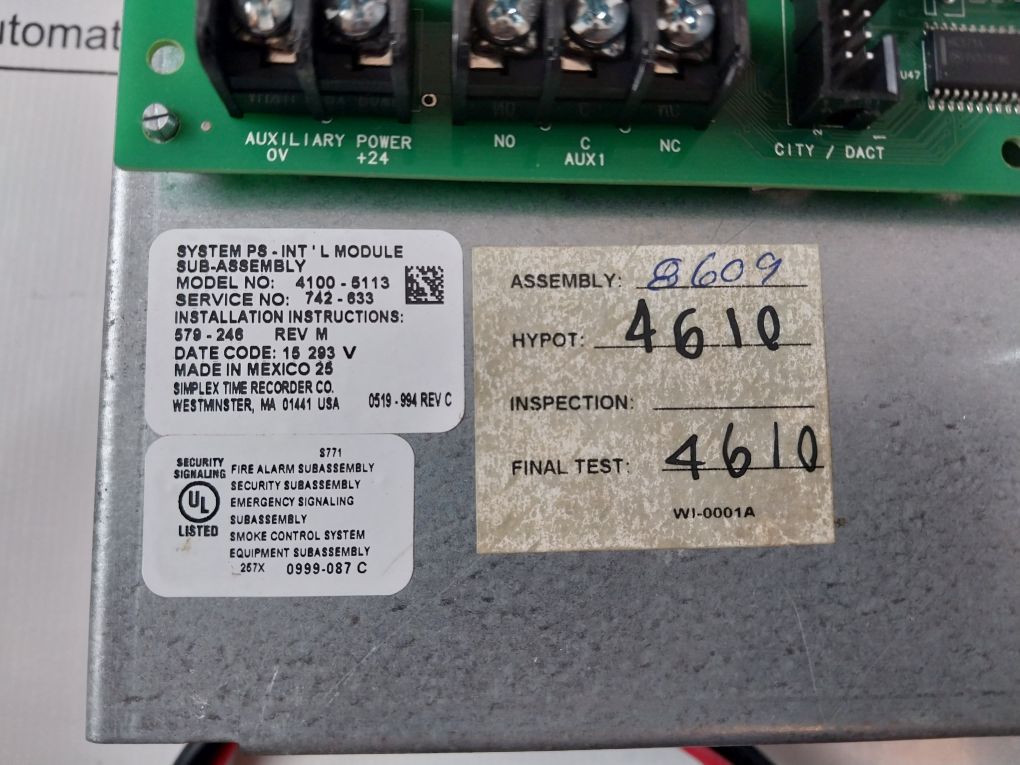 utomat
AUXILIARY POWER
0V +24
NO C NC
AUX1
CITY / DACT
2 1
U47
SYSTEM PS - INT ' L MODULE
SUB-ASSEMBLY
MODEL NO: 4100 - 5113
SERVICE NO: 742 - 633
INSTALLATION INSTRUCTIONS:
579 - 246 REV M
DATE CODE: 15 293 V
MADE IN MEXICO 25
SIMPLEX TIME RECORDER CO.
WESTMINSTER, MA 01441 USA 0519 - 994 REV C
ASSEMBLY: 8609
HYPOT: 4610
INSPECTION:
FINAL TEST: 4610
WI-0001A
S771
SECURITY
SIGNALING
UL
LISTED
FIRE ALARM SUBASSEMBLY
SECURITY SUBASSEMBLY
EMERGENCY SIGNALING
SUBASSEMBLY
SMOKE CONTROL SYSTEM
EQUIPMENT SUBASSEMBLY
257X 0999-087 C